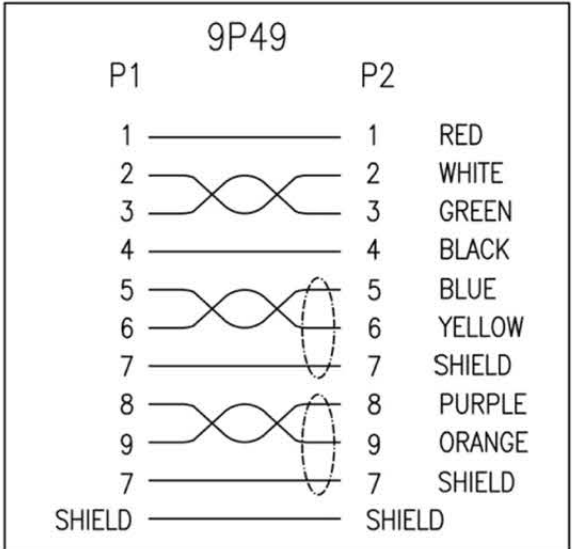 9P49
P1 P2
1 1 RED
2 2 WHITE
3 3 GREEN
4 4 BLACK
5 5 BLUE
6 6 YELLOW
7 7 SHIELD
8 8 PURPLE
9 9 ORANGE
7 7 SHIELD
SHIELD SHIELD